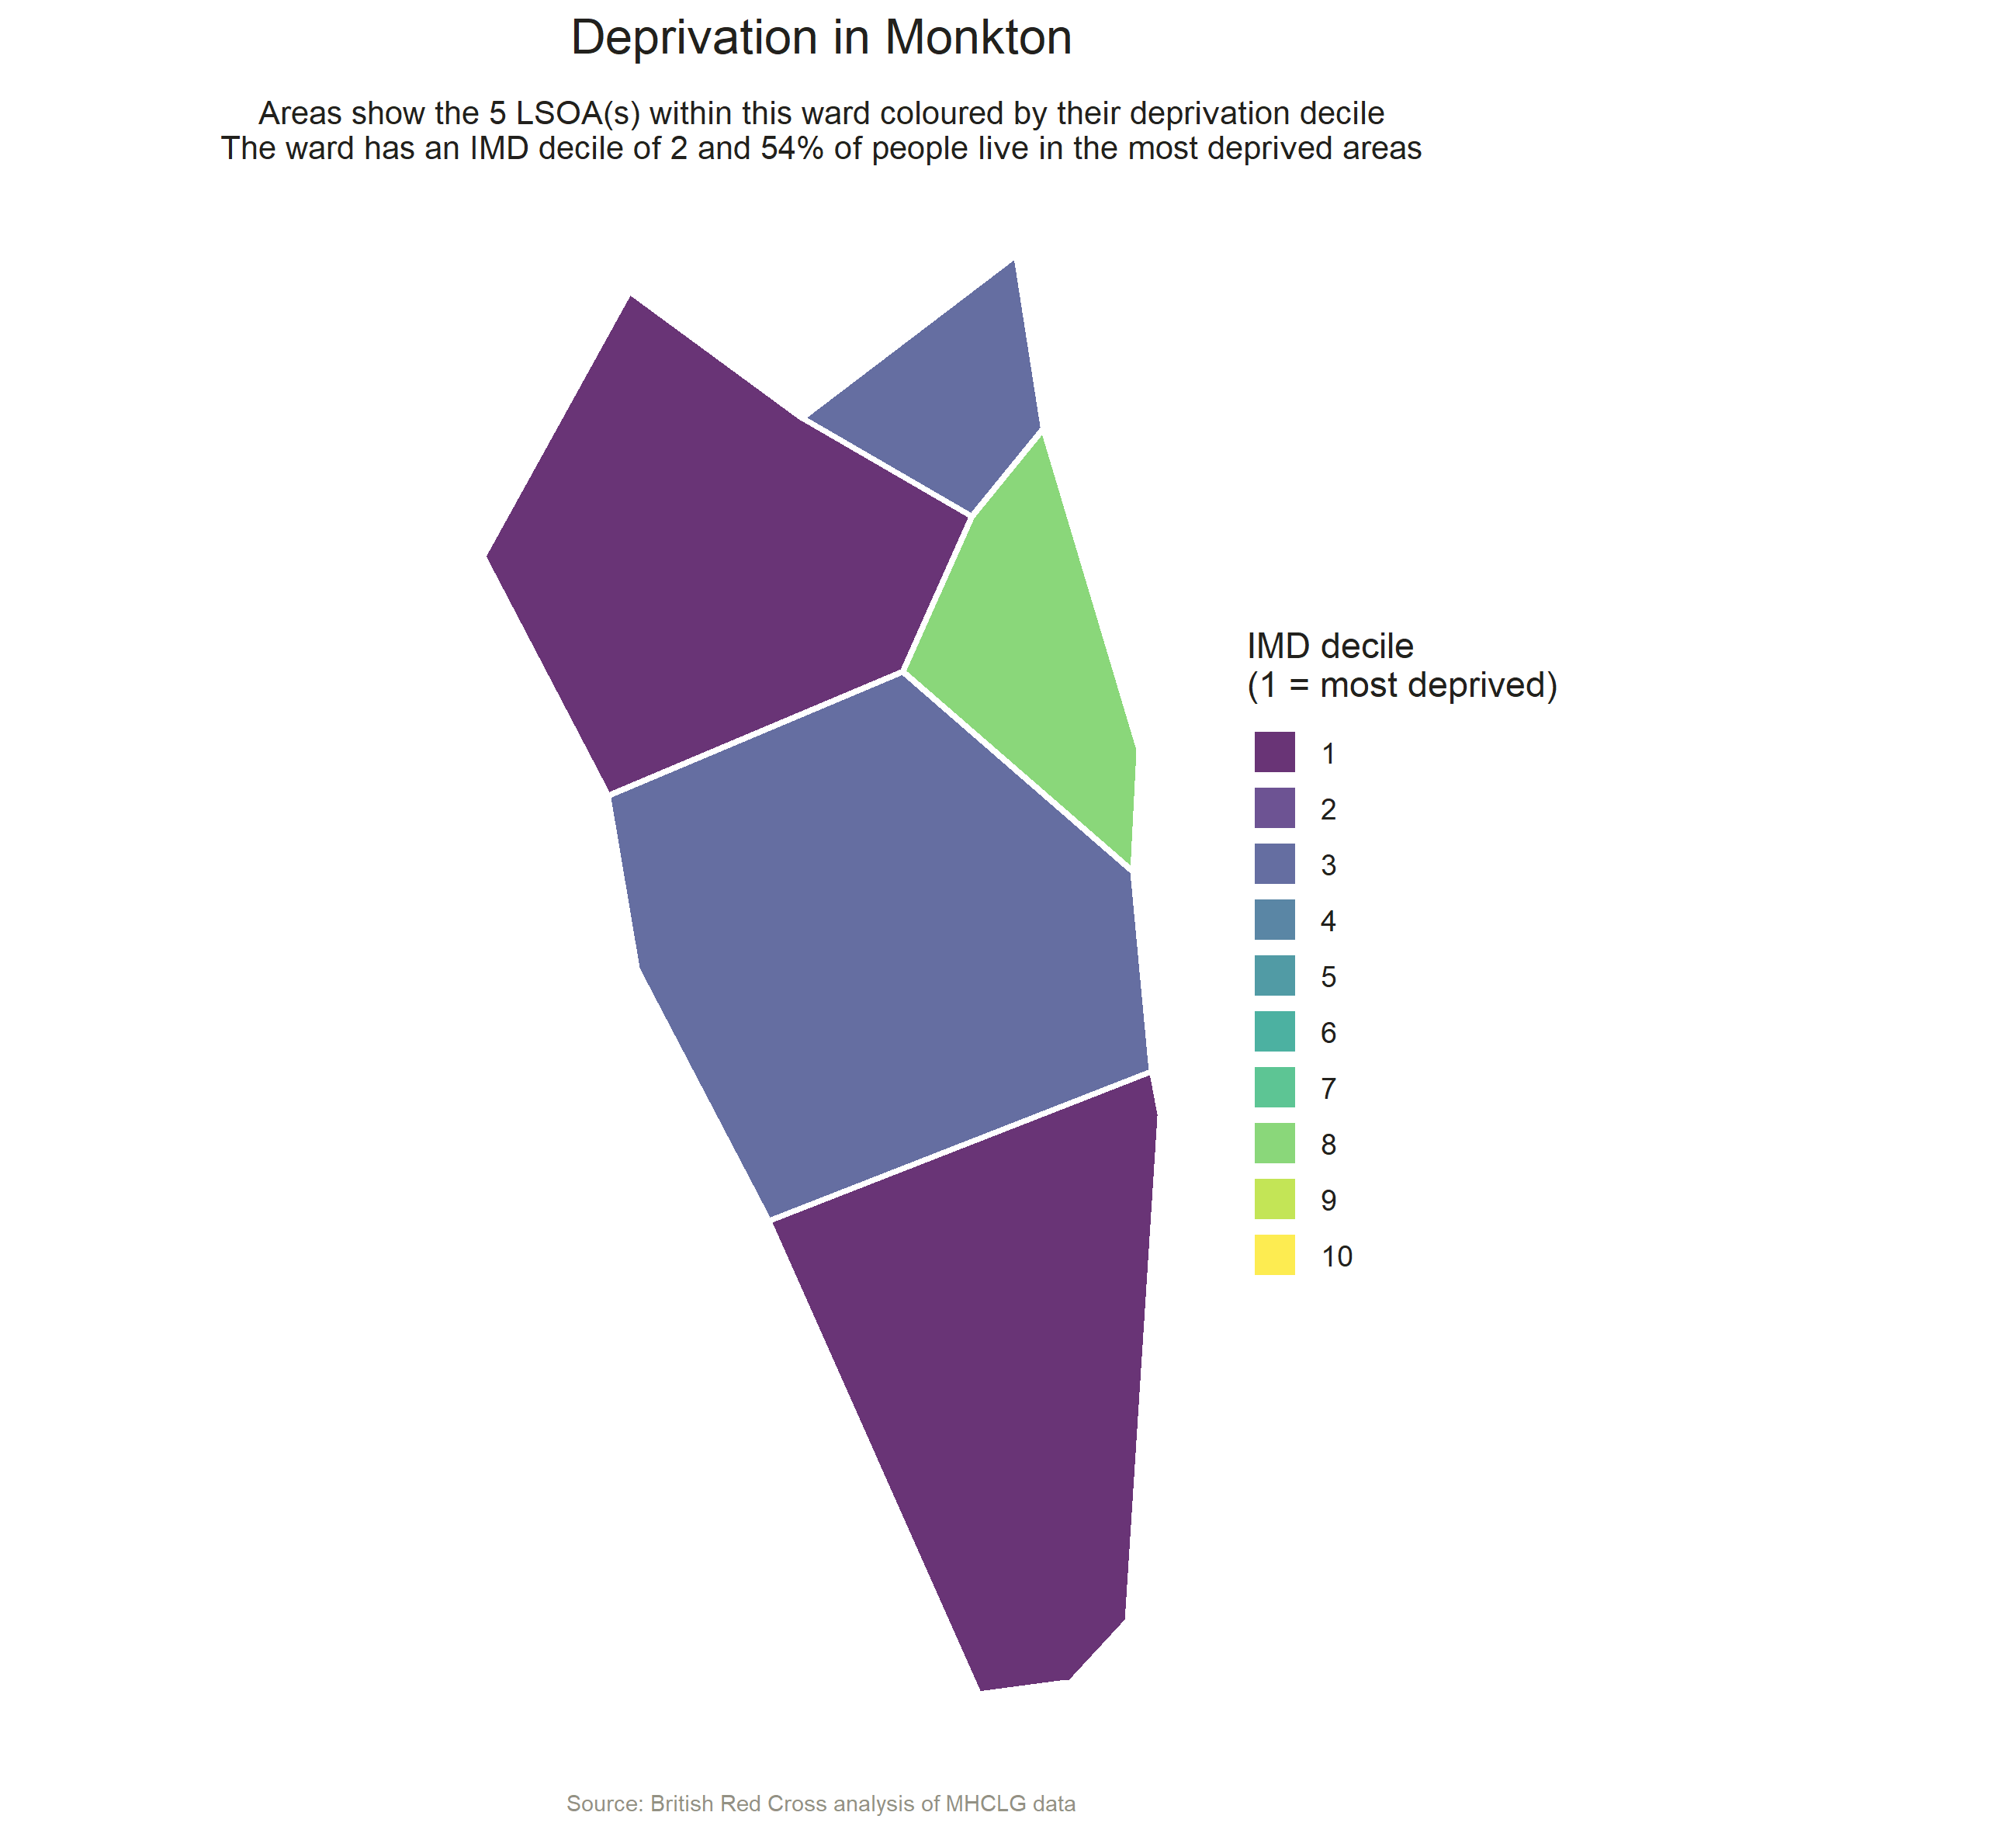 Deprivation in Monkton
Areas show the 5 LSOA(s) within this ward coloured by their deprivation decile
The ward has an IMD decile of 2 and 54% of people live in the most deprived areas
IMD decile
(1 = most deprived)
1
2
3
4
5
6
7
8
9
10
Source: British Red Cross analysis of MHCLG data